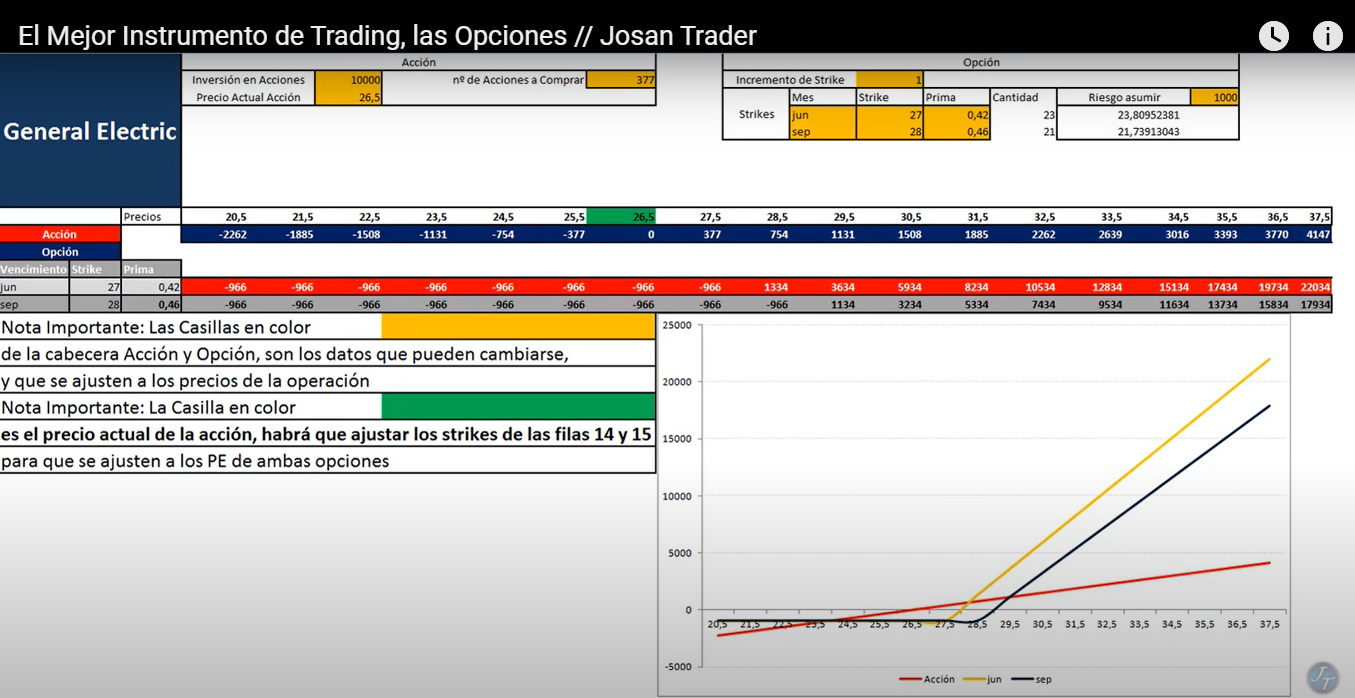 El Mejor Instrumento de Trading, las Opciones // Josan Trader
General Electric
Acción
Inversión en Acciones 10000 nº de Acciones a Comprar 377
Precio Actual Acción 26,5
Opción
Incremento de Strike 1
Strikes Mes Strike Prima Cantidad Riesgo asumir 1000
jun 27 0,42 23 23,80952381
sep 28 0,46 21 21,73913043
Precios 20,5 21,5 22,5 23,5 24,5 25,5 26,5 27,5 28,5 29,5 30,5 31,5 32,5 33,5 34,5 35,5 36,5 37,5
Acción -2262 -1885 -1508 -1131 -754 -377 0 377 754 1131 1508 1885 2262 2639 3016 3393 3770 4147
Opción
Vencimiento Strike Prima
jun 27 0,42 -966 -966 -966 -966 -966 -966 -966 -966 1334 3634 5934 8234 10534 12834 15134 17434 19734 22034
sep 28 0,46 -966 -966 -966 -966 -966 -966 -966 -966 -966 1134 3234 5334 7434 9534 11634 13734 15834 17934
Nota Importante: Las Casillas en color
de la cabecera Acción y Opción, son los datos que pueden cambiarse,
y que se ajusten a los precios de la operación
Nota Importante: La Casilla en color
es el precio actual de la acción, habrá que ajustar los strikes de las filas 14 y 15
para que se ajusten a los PE de ambas opciones
25000
20000
15000
10000
5000
0
20,5 21,5 22,5 23,5 24,5 25,5 26,5 27,5 28,5 29,5 30,5 31,5 32,5 33,5 34,5 35,5 36,5 37,5
-5000
Acción jun sep
JT